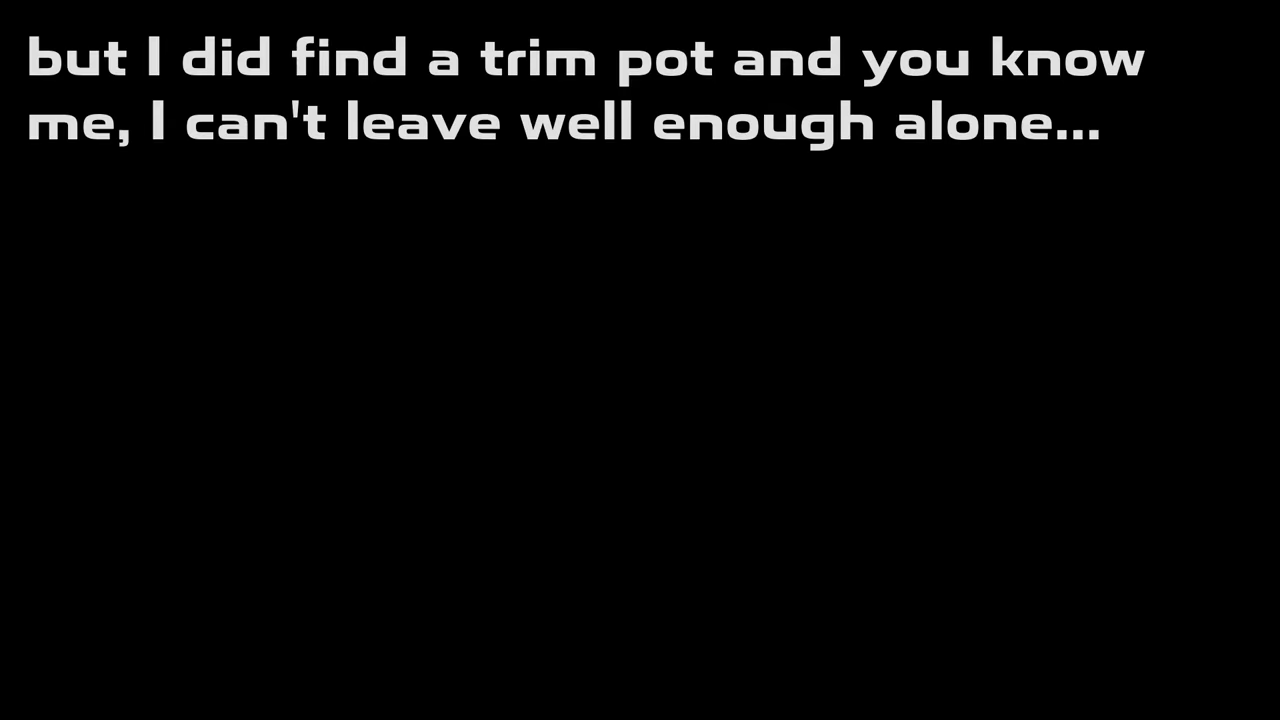 but I did find a trim pot and you know
me, I can't leave well enough alone...